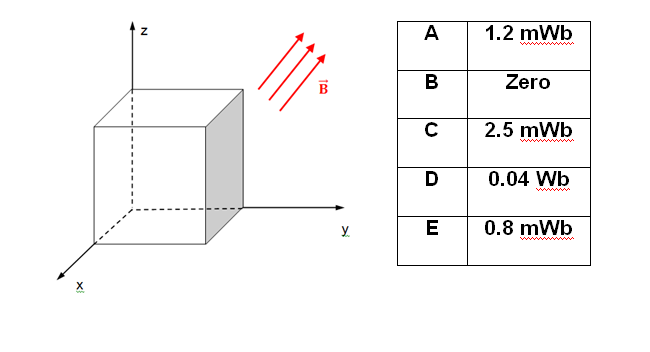 z
B
y
x
A 1.2 mWb
B Zero
C 2.5 mWb
D 0.04 Wb
E 0.8 mWb